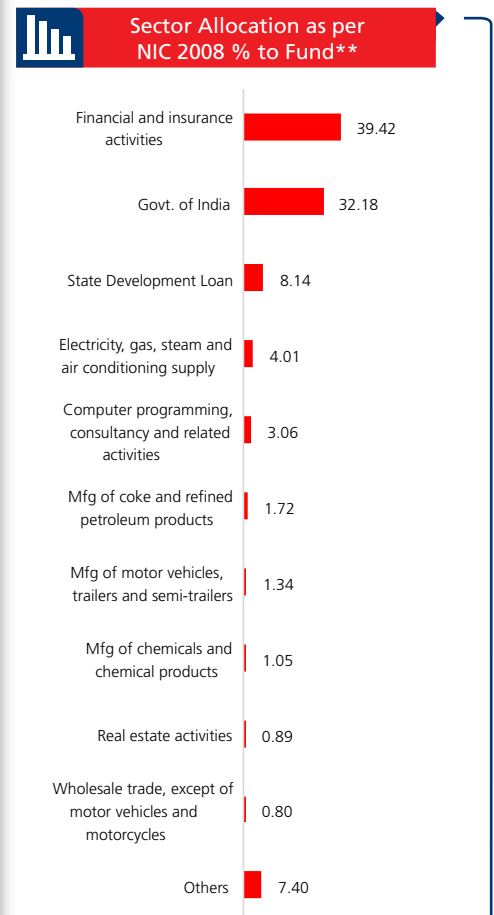 Sector Allocation as per
NIC 2008 % to Fund**
Financial and insurance
activities
39.42
Govt. of India
32.18
State Development Loan
8.14
Electricity, gas, steam and
air conditioning supply
4.01
Computer programming,
consultancy and related
activities
3.06
Mfg of coke and refined
petroleum products
1.72
Mfg of motor vehicles,
trailers and semi-trailers
1.34
Mfg of chemicals and
chemical products
1.05
Real estate activities
0.89
Wholesale trade, except of
motor vehicles and
motorcycles
0.80
Others
7.40